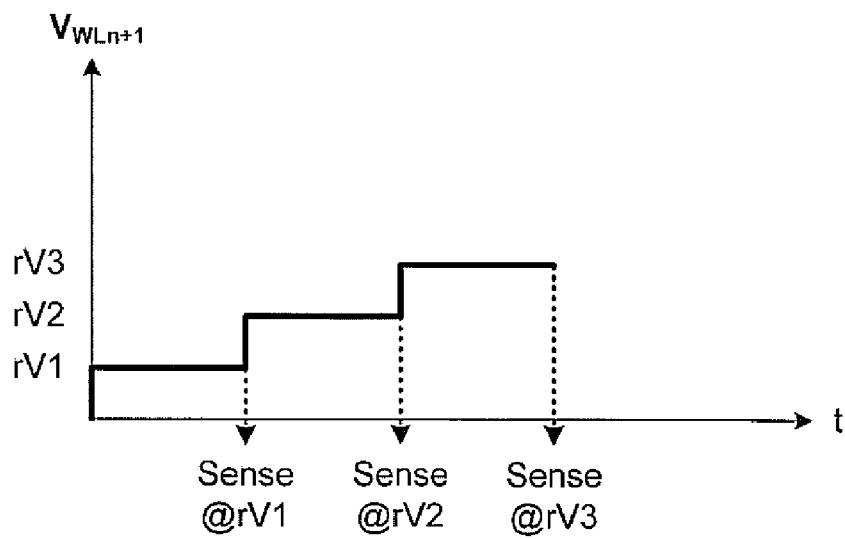 VWLn+1
rV3
rV2
rV1
t
Sense @rV1
Sense @rV2
Sense @rV3